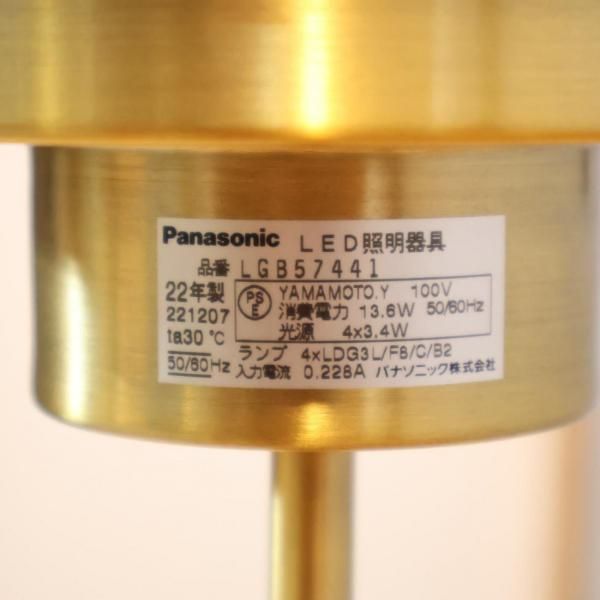 Panasonic LED照明器具
品番 LGB57441
22年製
221207
ta30 ℃
50/60Hz
PS
E
YAMAMOTO.Y 100V
消費電力 13.6W 50/60Hz
光源 4x3.4W
ランプ 4xLDG3L/F8/C/B2
入力電流 0.228A パナソニック株式会社